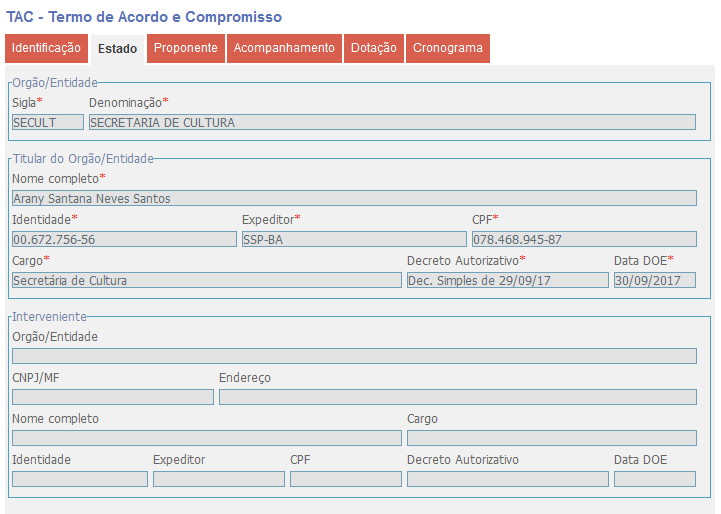 TAC - Termo de Acordo e Compromisso
Identificação Estado Proponente Acompanhamento Dotação Cronograma
Orgão/Entidade
Sigla* Denominação*
SECULT SECRETARIA DE CULTURA
Titular do Orgão/Entidade
Nome completo*
Arany Santana Neves Santos
Identidade* Expeditor* CPF*
00.672.756-56 SSP-BA 078.468.945-87
Cargo* Decreto Autorizativo* Data DOE*
Secretária de Cultura Dec. Simples de 29/09/17 30/09/2017
Interveniente
Orgão/Entidade
CNPJ/MF Endereço
Nome completo Cargo
Identidade Expeditor CPF Decreto Autorizativo Data DOE